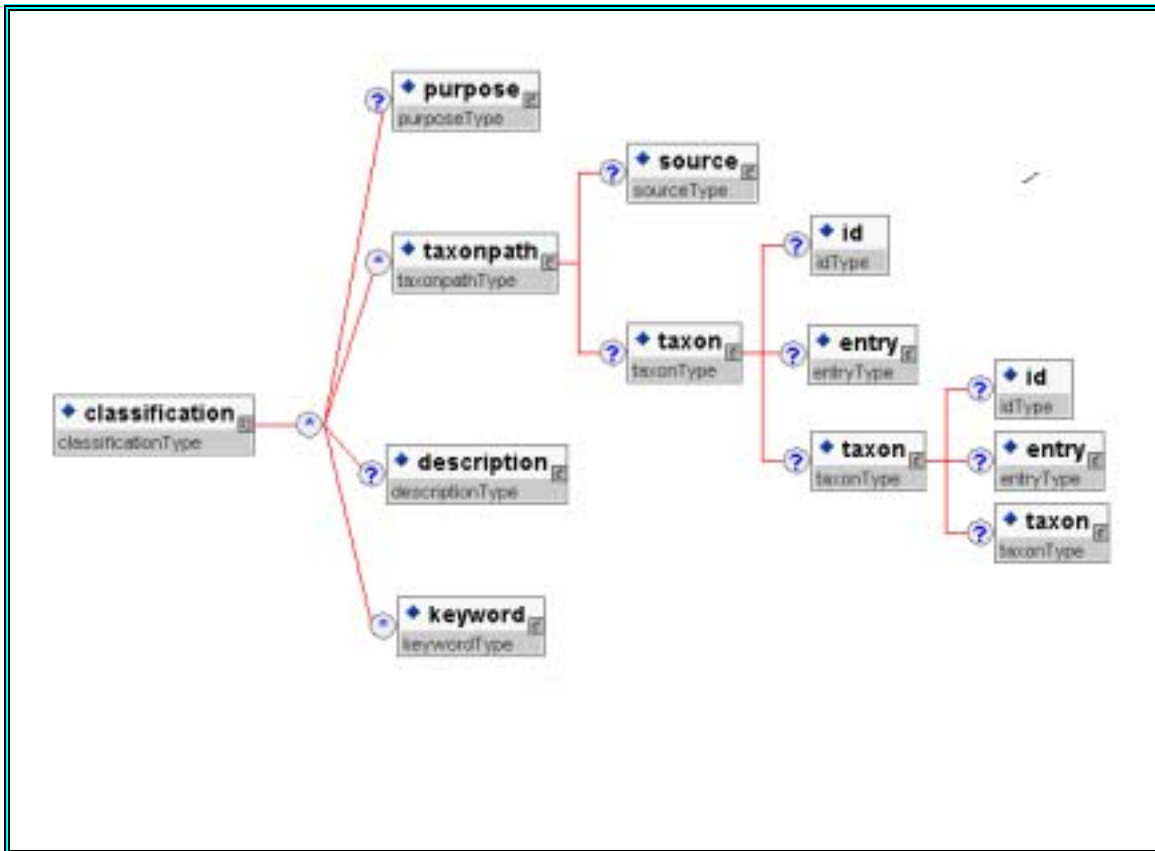 purpose
purposeType
source
sourceType
id
idType
taxonpath
taxonpathType
taxon
taxonType
entry
entryType
id
idType
classification
classificationType
taxon
taxonType
entry
entryType
description
descriptionType
taxon
taxonType
keyword
keywordType